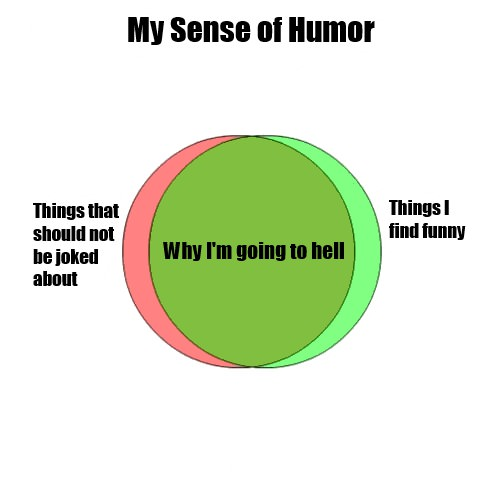 My Sense of Humor
Things that
should not
be joked
about
Why I'm going to hell
Things I
find funny